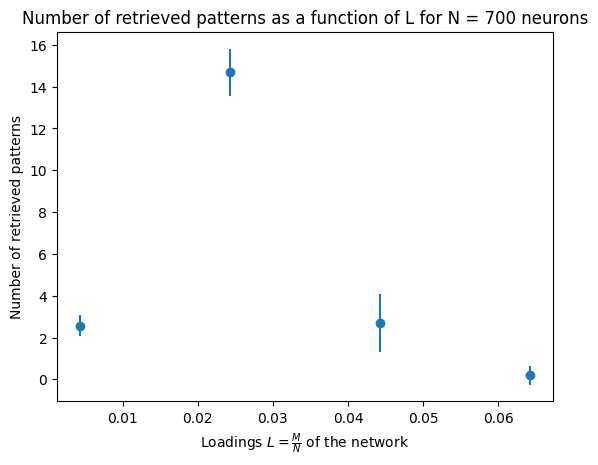 Number of retrieved patterns as a function of L for N = 700 neurons
Number of retrieved patterns
16
14
12
10
8
6
4
2
0
0.01 0.02 0.03 0.04 0.05 0.06
Loadings $L = \frac{M}{N}$ of the network